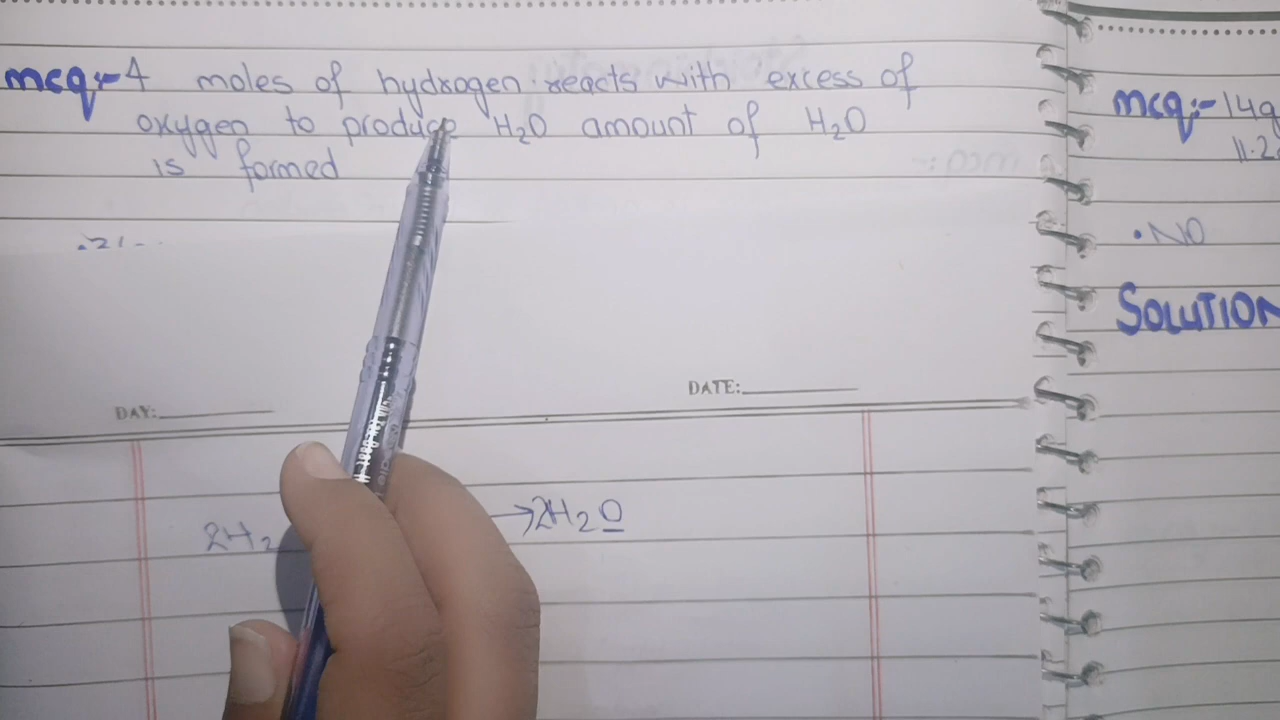 mcq:- 4 moles of hydrogen reacts with excess of
oxygen to produce H₂O amount of H₂O
is formed
DAY:
DATE:
2H₂ →2H₂O
mcq:- 14g
11.2
• NO
SOLUTION